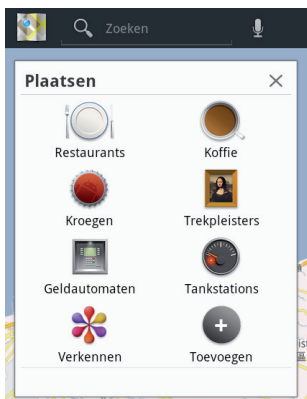 Zoeken
Plaatsen
Restaurants Koffie
Kroegen Trekpleisters
Geldautomaten Tankstations
Verkennen Toevoegen